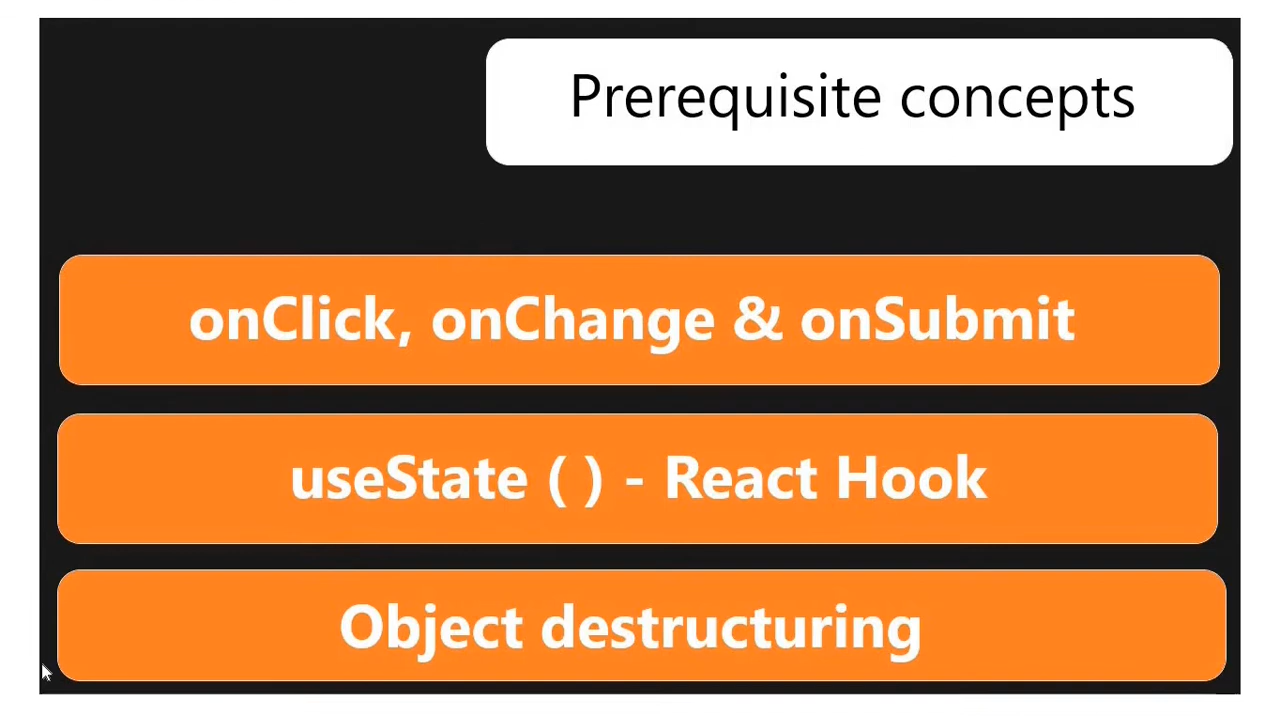 Prerequisite concepts
onClick, onChange & onSubmit
useState ( ) - React Hook
Object destructuring